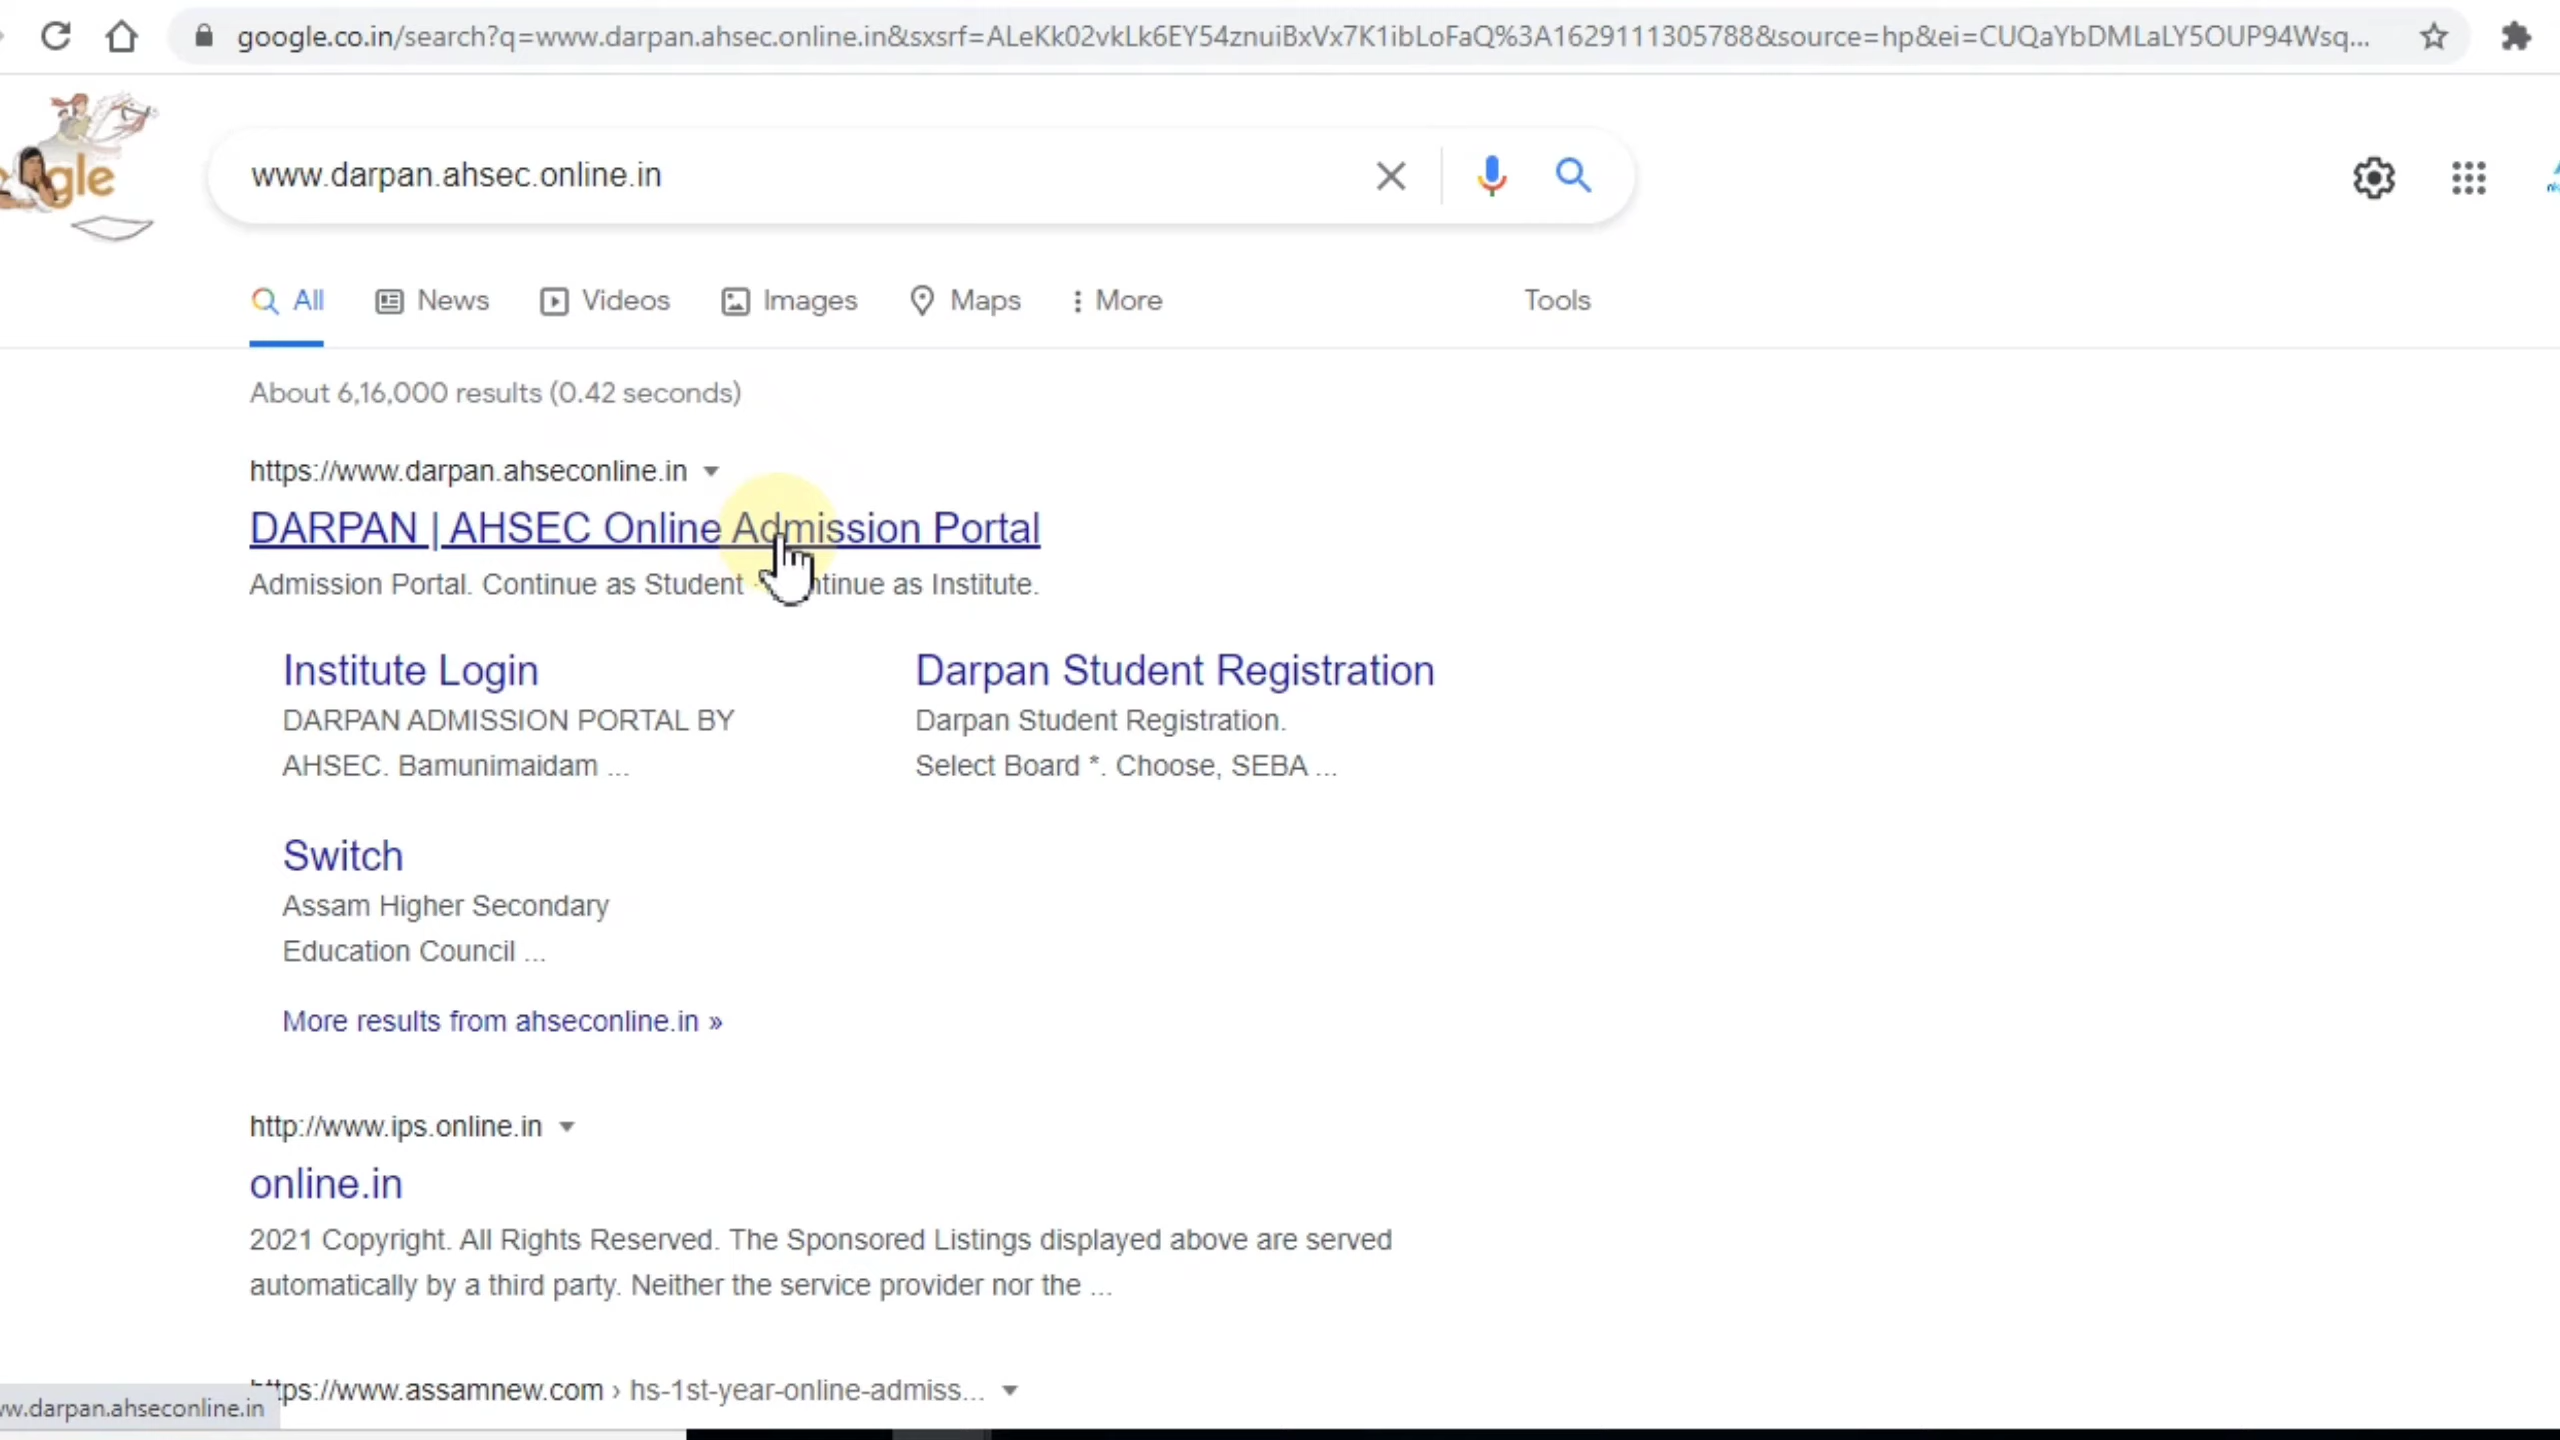 google.co.in/search?q=www.darpan.ahsec.online.in&sxsrf=ALeKk02vkLk6EY54znuiBxVx7K1ibLoFaQ%3A1629111305788&source=hp&ei=CUQaYbDMLaLY5OUP94Wsq...
gle
www.darpan.ahsec.online.in
All News Videos Images Maps More Tools
About 6,16,000 results (0.42 seconds)
https://www.darpan.ahseconline.in
DARPAN | AHSEC Online Admission Portal
Admission Portal. Continue as Student tinue as Institute.
Institute Login
DARPAN ADMISSION PORTAL BY
AHSEC. Bamunimaidam ...
Darpan Student Registration
Darpan Student Registration.
Select Board *. Choose, SEBA ...
Switch
Assam Higher Secondary
Education Council ...
More results from ahseconline.in »
http://www.ips.online.in
online.in
2021 Copyright. All Rights Reserved. The Sponsored Listings displayed above are served
automatically by a third party. Neither the service provider nor the ...
ttps://www.assamnew.com › hs-1st-year-online-admiss...
ww.darpan.ahseconline.in